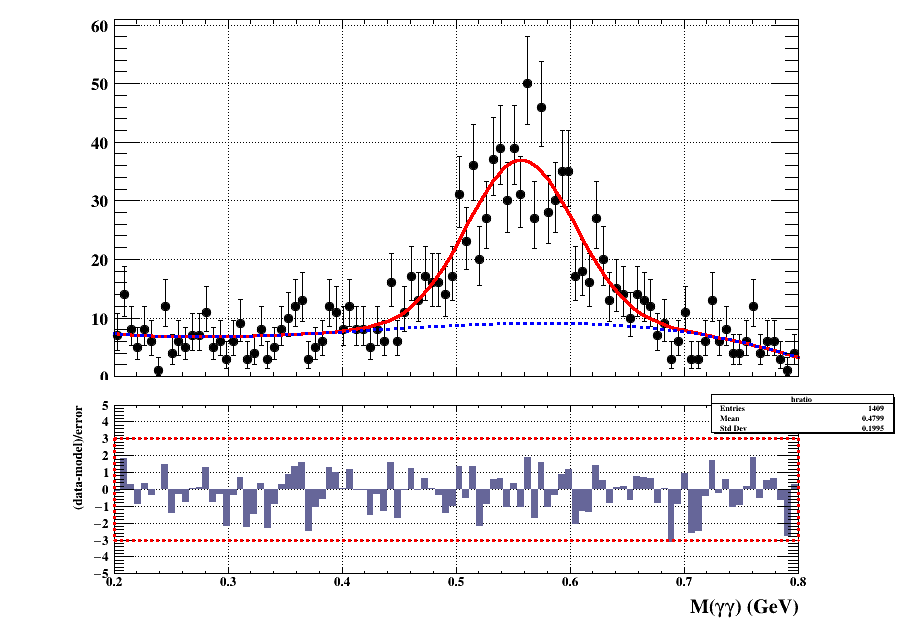 60
50
40
30
20
10
0
hratio
Entries 1409
Mean 0.4799
Std Dev 0.1995
(data-model)/error
5
4
3
2
1
0
−1
−2
−3
−4
−5
0.2 0.3 0.4 0.5 0.6 0.7 0.8
M(γγ) (GeV)